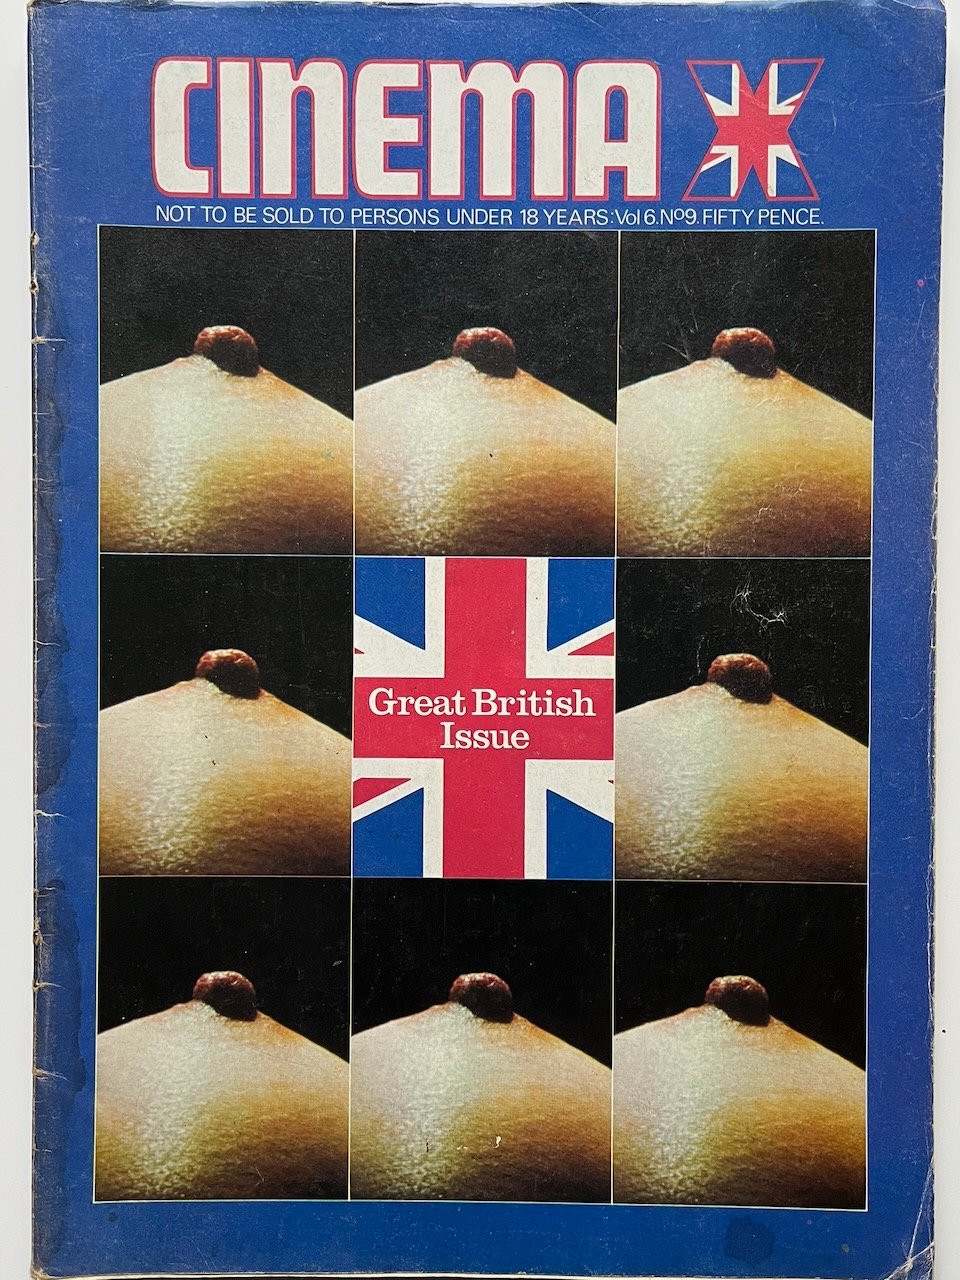 CINEMA X
NOT TO BE SOLD TO PERSONS UNDER 18 YEARS: Vol 6. Nº9. FIFTY PENCE.
Great British
Issue